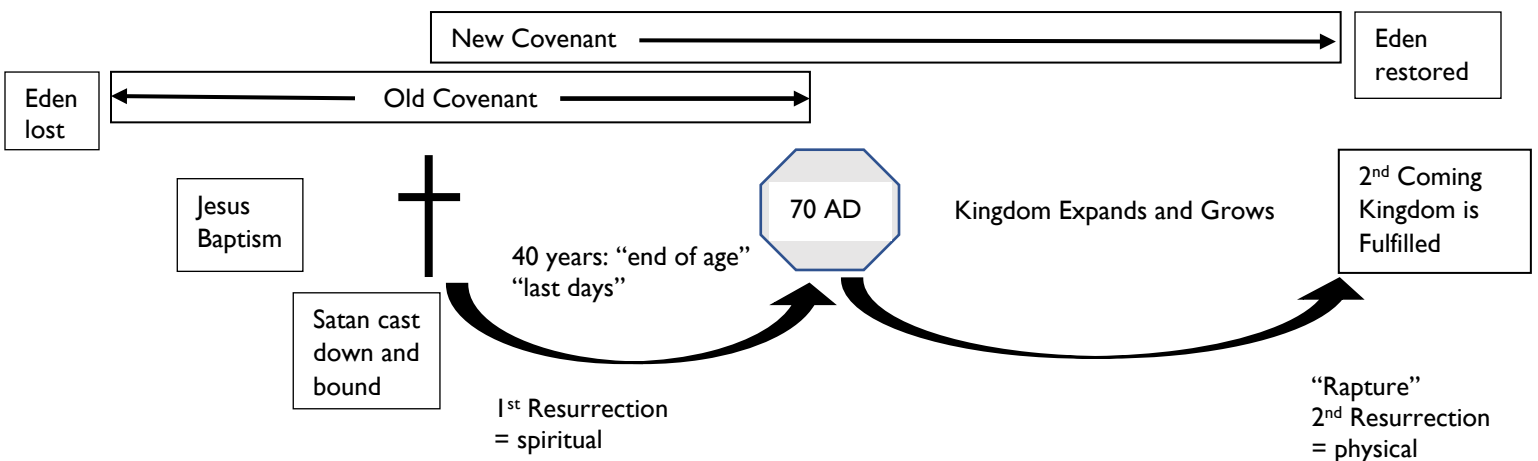 New Covenant
Eden
restored
Eden
lost
Old Covenant
Jesus
Baptism
70 AD
Kingdom Expands and Grows
2nd Coming
Kingdom is
Fulfilled
40 years: “end of age”
“last days”
Satan cast
down and
bound
1st Resurrection
= spiritual
“Rapture”
2nd Resurrection
= physical